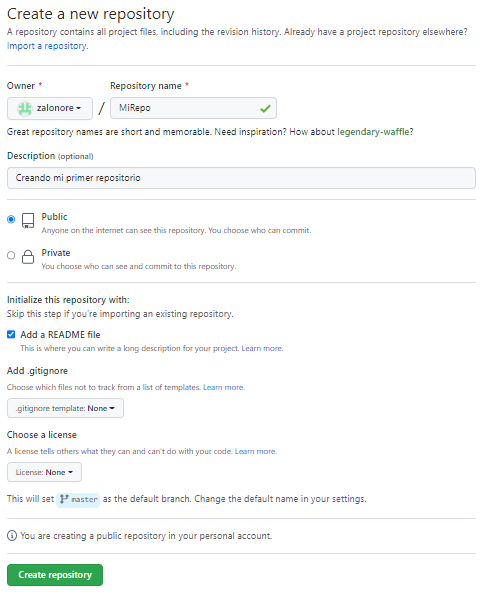 Create a new repository
A repository contains all project files, including the revision history. Already have a project repository elsewhere?
Import a repository.
Owner * Repository name *
zalonore / MiRepo
Great repository names are short and memorable. Need inspiration? How about legendary-waffle?
Description (optional)
Creando mi primer repositorio
Public
Anyone on the internet can see this repository. You choose who can commit.
Private
You choose who can see and commit to this repository.
Initialize this repository with:
Skip this step if you're importing an existing repository.
Add a README file
This is where you can write a long description for your project. Learn more.
Add .gitignore
Choose which files not to track from a list of templates. Learn more.
.gitignore template: None
Choose a license
A license tells others what they can and can't do with your code. Learn more.
License: None
This will set master as the default branch. Change the default name in your settings.
You are creating a public repository in your personal account.
Create repository